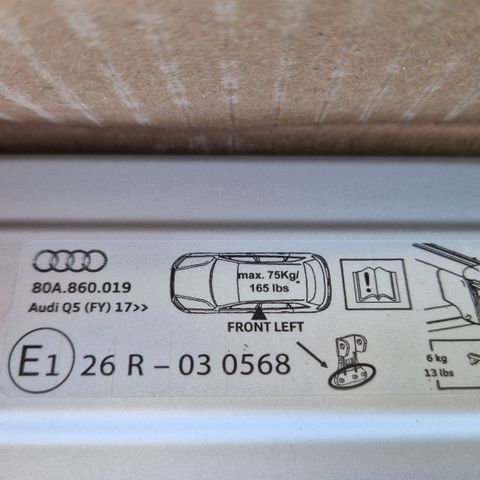 80A.860.019
Audi Q5 (FY) 17>>
max. 75Kg/
165 lbs
FRONT LEFT
E1 26 R – 03 0568
6 kg
13 lbs